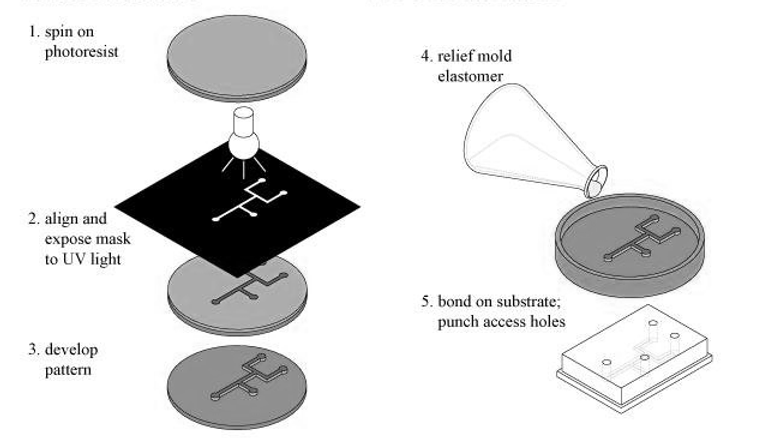 1. spin on
photoresist
2. align and
expose mask
to UV light
3. develop
pattern
4. relief mold
elastomer
5. bond on substrate;
punch access holes